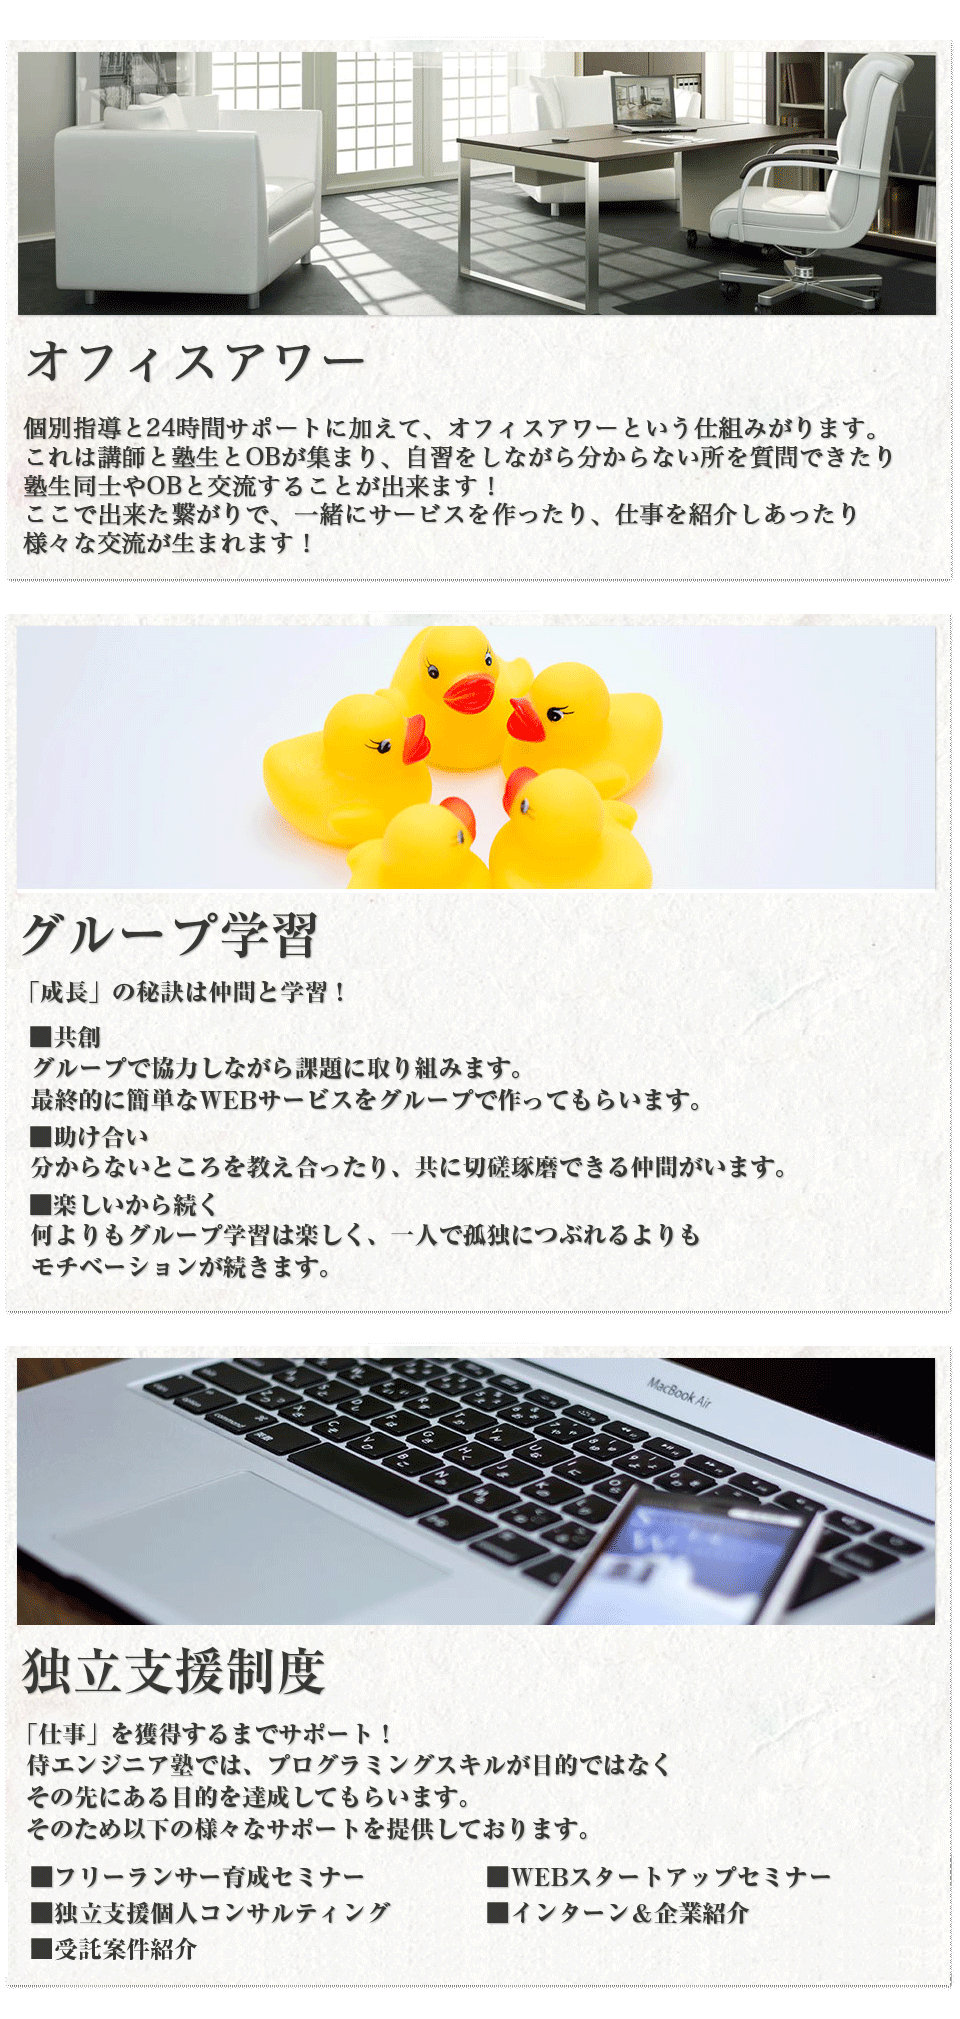 オフィスアワー
個別指導と24時間サポートに加えて、オフィスアワーという仕組みがります。
これは講師と塾生とOBが集まり、自習をしながら分からない所を質問できたり
塾生同士やOBと交流することが出来ます！
ここで出来た繋がりで、一緒にサービスを作ったり、仕事を紹介しあったり
様々な交流が生まれます！
グループ学習
「成長」の秘訣は仲間と学習！
■共創
グループで協力しながら課題に取り組みます。
最終的に簡単なWEBサービスをグループで作ってもらいます。
■助け合い
分からないところを教え合ったり、共に切磋琢磨できる仲間がいます。
■楽しいから続く
何よりもグループ学習は楽しく、一人で孤独につぶれるよりも
モチベーションが続きます。
MacBook Air
独立支援制度
「仕事」を獲得するまでサポート！
侍エンジニア塾では、プログラミングスキルが目的ではなく
その先にある目的を達成してもらいます。
そのため以下の様々なサポートを提供しております。
■フリーランサー育成セミナー ■WEBスタートアップセミナー
■独立支援個人コンサルティング ■インターン＆企業紹介
■受託案件紹介